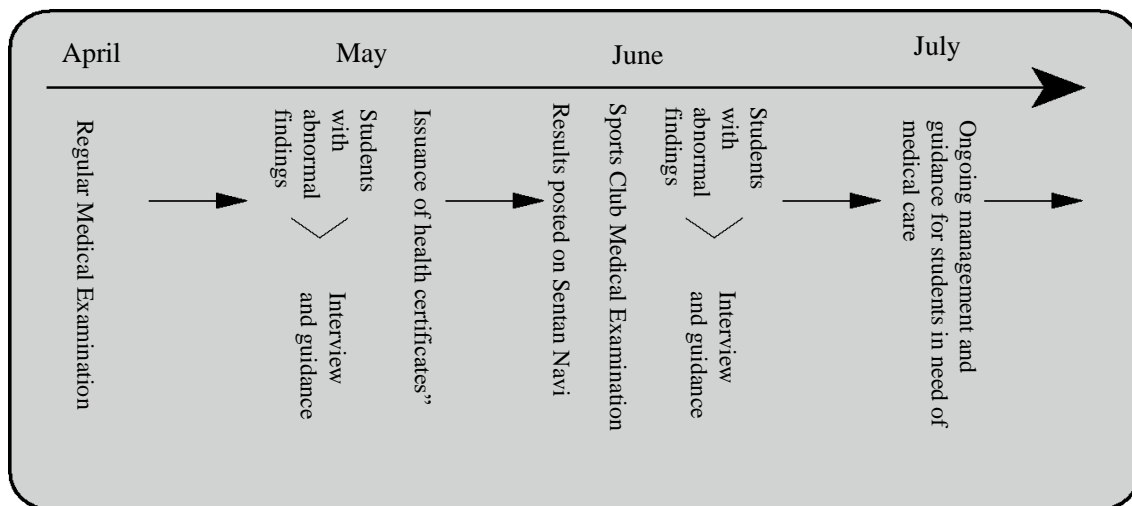 April
May
June
July
Regular Medical Examination
Students
with
abnormal
findings
Interview
and guidance
Issuance of health certificates”
Results posted on Sentan Navi
Sports Club Medical Examination
Students
with
abnormal
findings
Interview
and guidance
Ongoing management and
guidance for students in need of
medical care